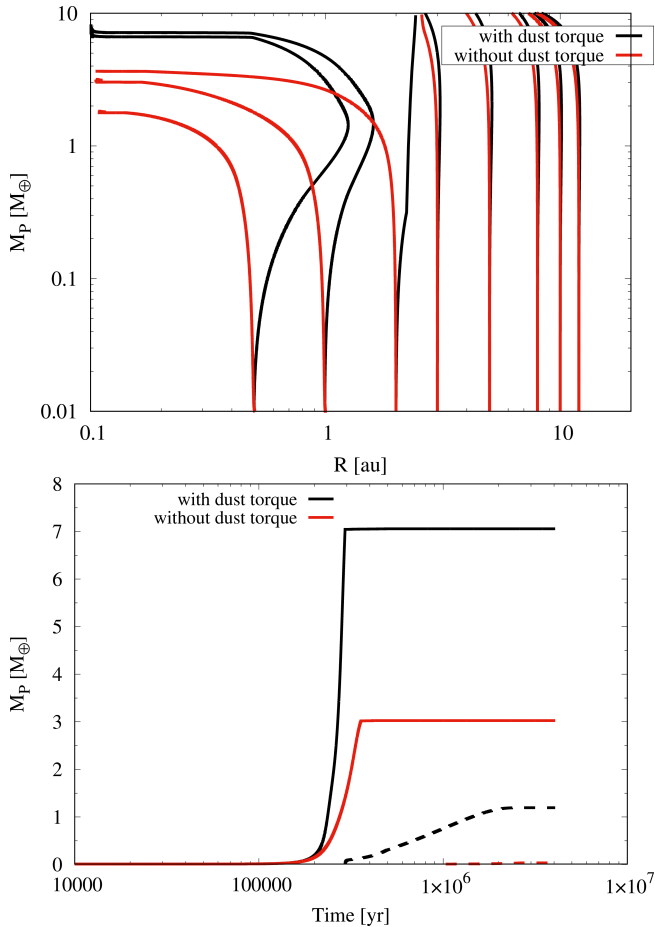 10
with dust torque
without dust torque
1
M_P [M_⊕]
0.1
0.01
0.1 1 10
R [au]
8
with dust torque
without dust torque
7
6
5
M_P [M_⊕]
4
3
2
1
0
10000 100000 1×10^6 1×10^7
Time [yr]